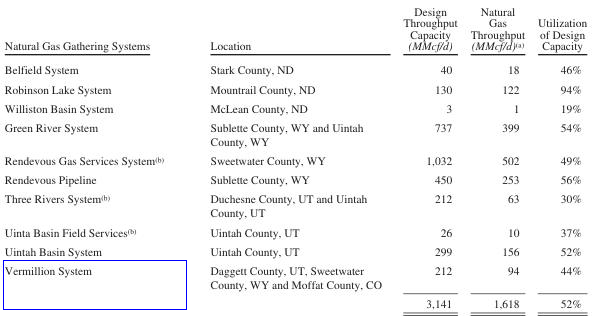 Design
Throughput
Capacity
(MMcf/d)
Natural
Gas
Throughput
(MMcf/d)(a)
Utilization
of Design
Capacity
Natural Gas Gathering Systems Location
Belfield System Stark County, ND 40 18 46%
Robinson Lake System Mountrail County, ND 130 122 94%
Williston Basin System McLean County, ND 3 1 19%
Green River System Sublette County, WY and Uintah 737 399 54%
County, WY
Rendevous Gas Services System(b) Sweetwater County, WY 1,032 502 49%
Rendevous Pipeline Sublette County, WY 450 253 56%
Three Rivers System(b) Duchesne County, UT and Uintah 212 63 30%
County, UT
Uinta Basin Field Services(b) Uintah County, UT 26 10 37%
Uintah Basin System Uintah County, UT 299 156 52%
Vermillion System Daggett County, UT, Sweetwater 212 94 44%
County, WY and Moffat County, CO
3,141 1,618 52%